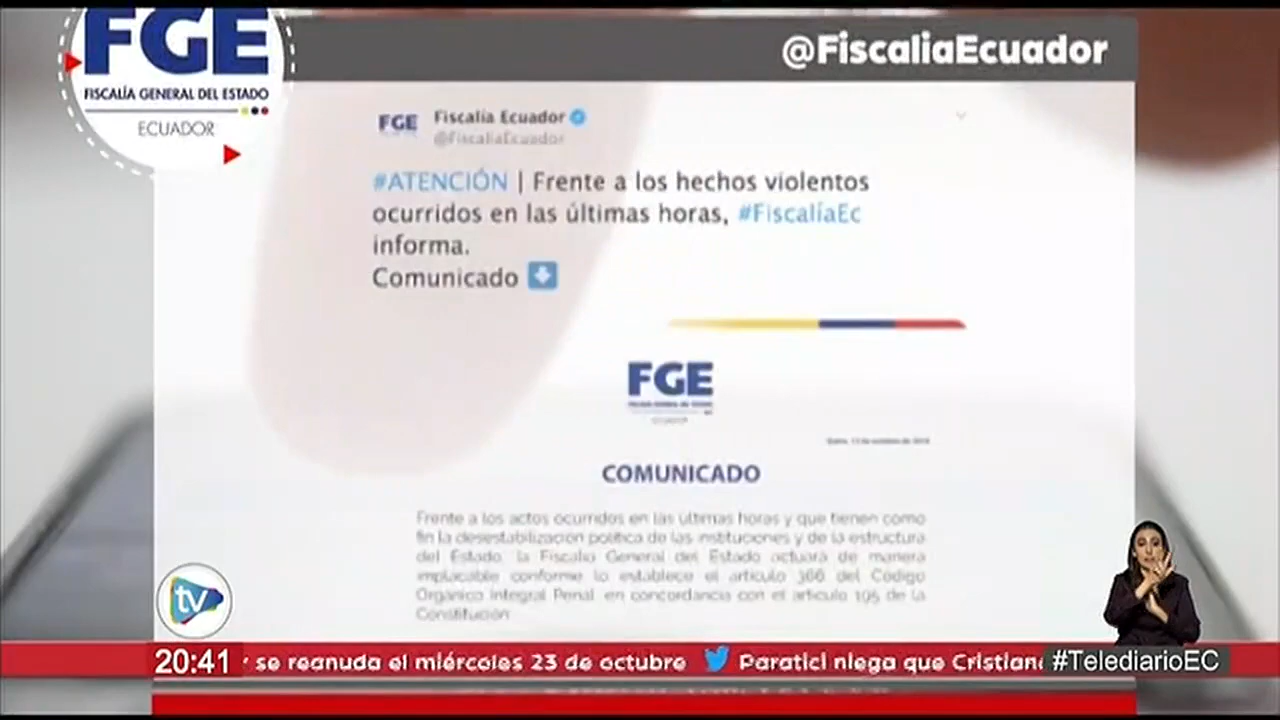 FGE
FISCALÍA GENERAL DEL ESTADO
ECUADOR
@FiscaliaEcuador
FGE
Fiscalía Ecuador
@FiscaliaEcuador
#ATENCIÓN | Frente a los hechos violentos
ocurridos en las últimas horas, #FiscalíaEc
informa.
Comunicado
FGE
COMUNICADO
Frente a los actos ocurridos en las últimas horas y que tienen como
fin la desestabilización política de las instituciones y de la estructura
del Estado, la Fiscalía General del Estado actuará de manera
implacable conforme lo establece el artículo 366 del Código
Orgánico Integral Penal, en concordancia con el artículo 195 de la
Constitución
tv
20:41 se reanuda el miércoles 23 de octubre Paratici niega que Cristian #TelediarioEC